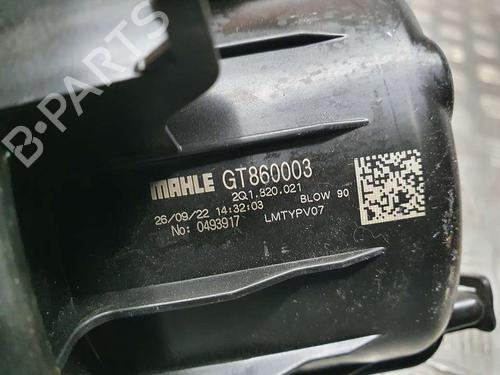 B-PARTS
MAHLE GT860003
2Q1.820.021
26/09/22 14:32:03 BLOW 90
No: 0493917 LMTYPV07